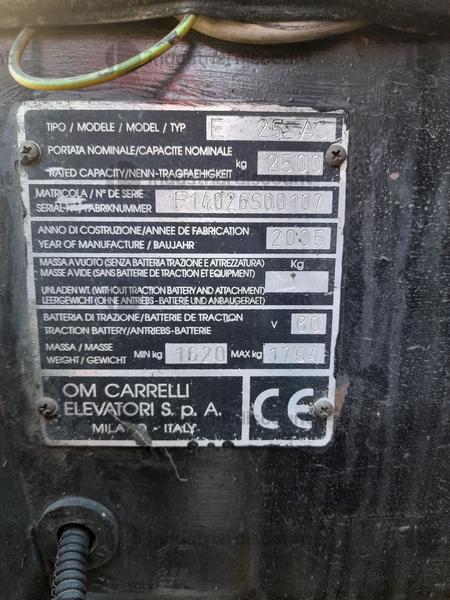 TIPO / MODELE / MODEL / TYP E 25 AC
PORTATA NOMINALE/CAPACITE NOMINALE
RATED CAPACITY/NENN-TRAGFAEHIGKEIT kg 2500
MATRICOLA / N° DE SERIE
SERIAL N°/ FABRIKNUMMER F14026S00107
ANNO DI COSTRUZIONE/ANNEE DE FABRICATION
YEAR OF MANUFACTURE / BAUJAHR 2005
MASSA A VUOTO (SENZA BATTERIA TRAZIONE E ATTREZZATURA) Kg
MASSE A VIDE (SANS BATTERIE DE TRACTION ET EQUIPMENT)
UNLADEN WT. (WITHOUT TRACTION BATTERY AND ATTACHMENT)
LEERGEWICHT (OHNE ANTRIEBS - BATTERIE UND ANBAUGERAET)
BATTERIA DI TRAZIONE/BATTERIE DE TRACTION
TRACTION BATTERY/ANTRIEBS-BATTERIE V 80
MASSA / MASSE
WEIGHT/ GEWICHT MIN kg 1620 MAX kg 1764
OM CARRELLI
ELEVATORI S. p. A.
MILANO - ITALY
CE